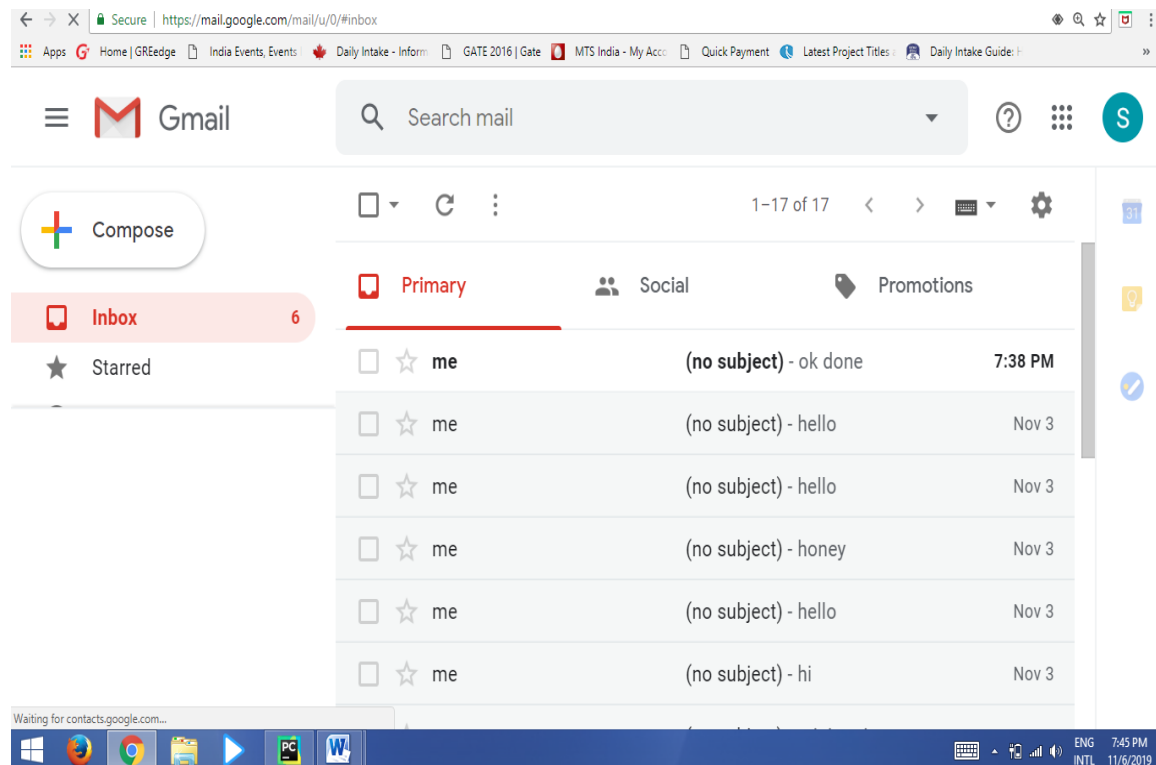 Secure | https://mail.google.com/mail/u/0/#inbox
Apps Home | GREedge India Events, Events Daily Intake - Inform GATE 2016 | Gate MTS India - My Acco Quick Payment Latest Project Titles Daily Intake Guide: H »
Gmail Search mail S
Compose 1–17 of 17 31
Primary Social Promotions
Inbox 6
Starred
me (no subject) - ok done 7:38 PM
me (no subject) - hello Nov 3
me (no subject) - hello Nov 3
me (no subject) - honey Nov 3
me (no subject) - hello Nov 3
me (no subject) - hi Nov 3
Waiting for contacts.google.com...
PC W ENG 7:45 PM
INTL 11/6/2019